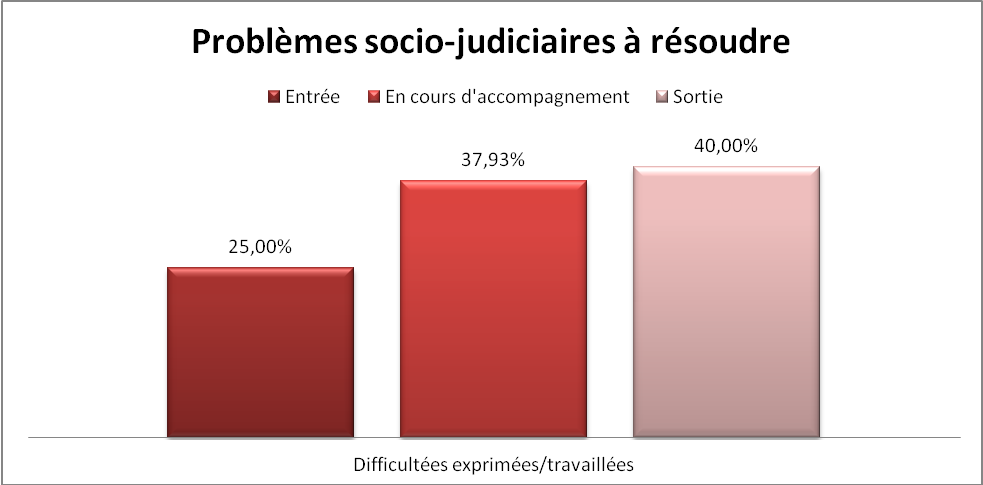 Problèmes socio-judiciaires à résoudre
Entrée En cours d'accompagnement Sortie
40,00%
37,93%
25,00%
Difficultées exprimées/travaillées